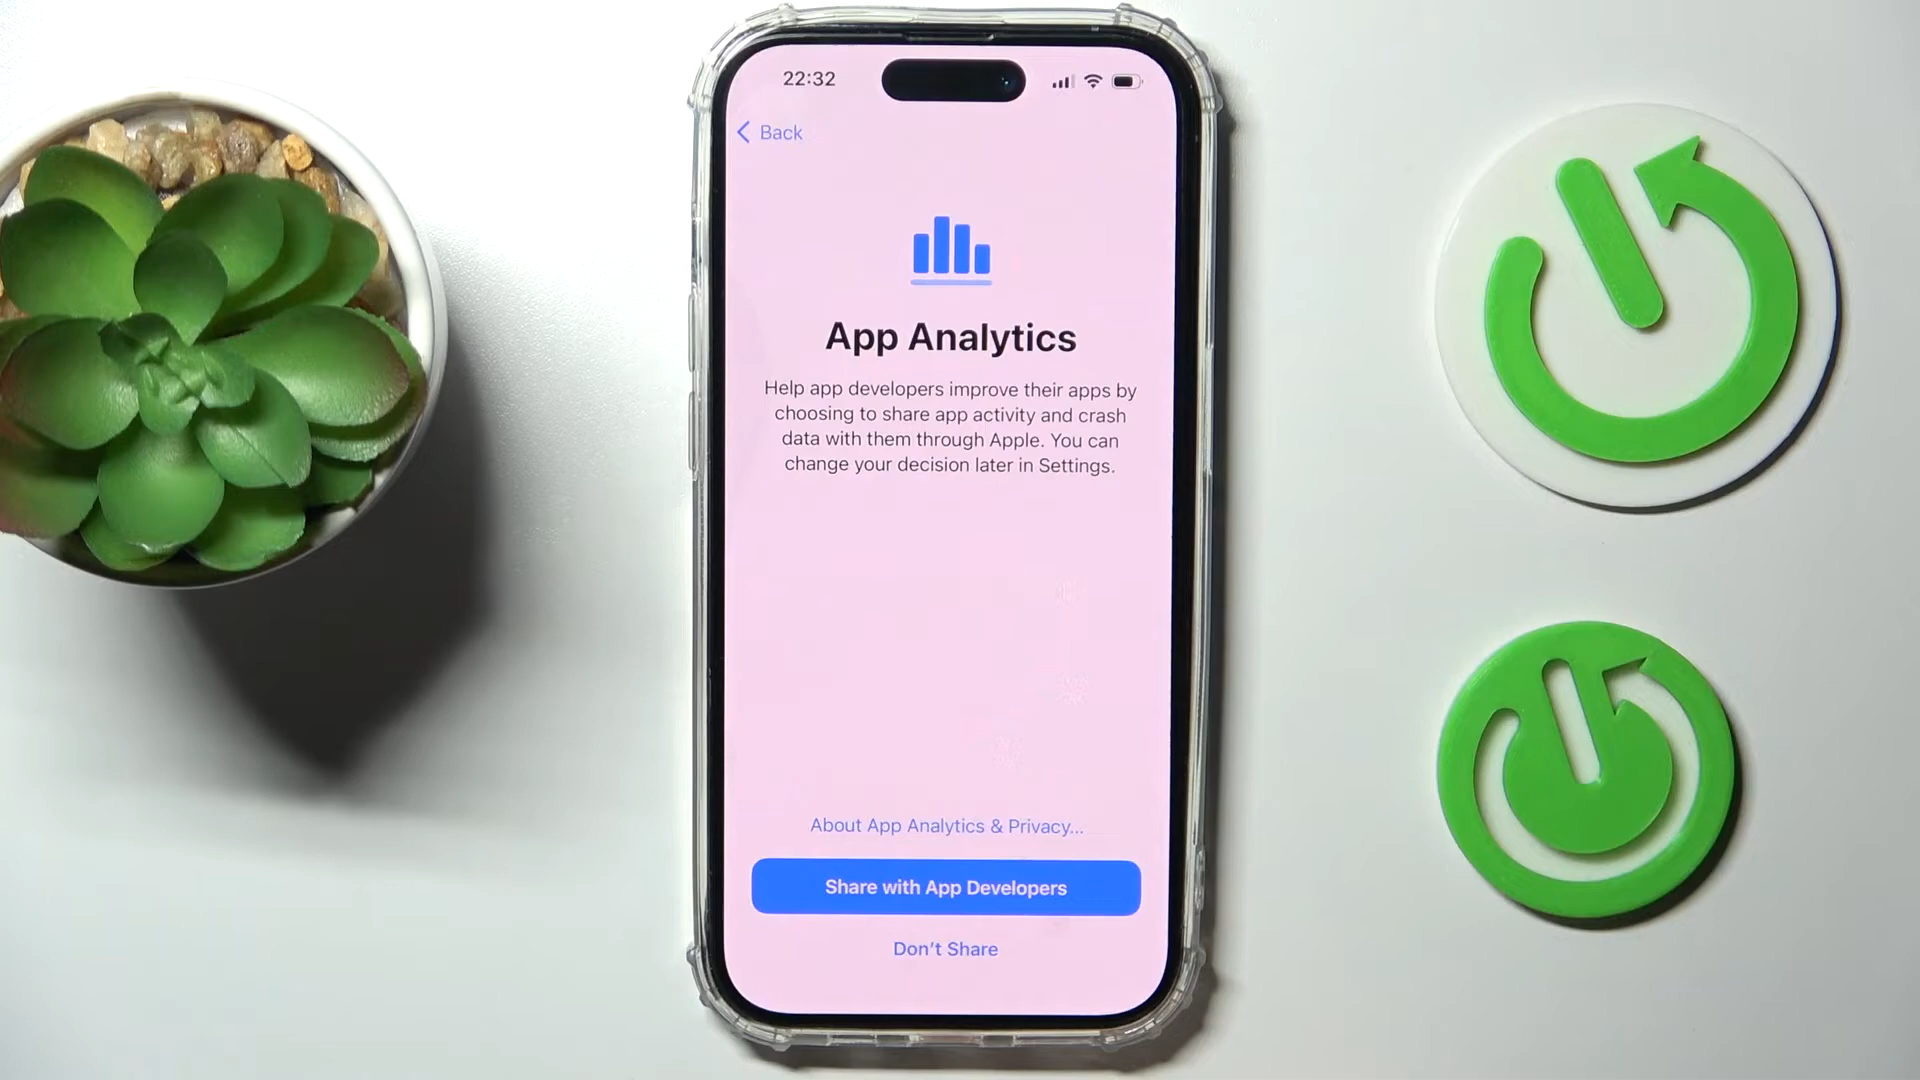 22:32
Back
App Analytics
Help app developers improve their apps by
choosing to share app activity and crash
data with them through Apple. You can
change your decision later in Settings.
About App Analytics & Privacy...
Share with App Developers
Don't Share